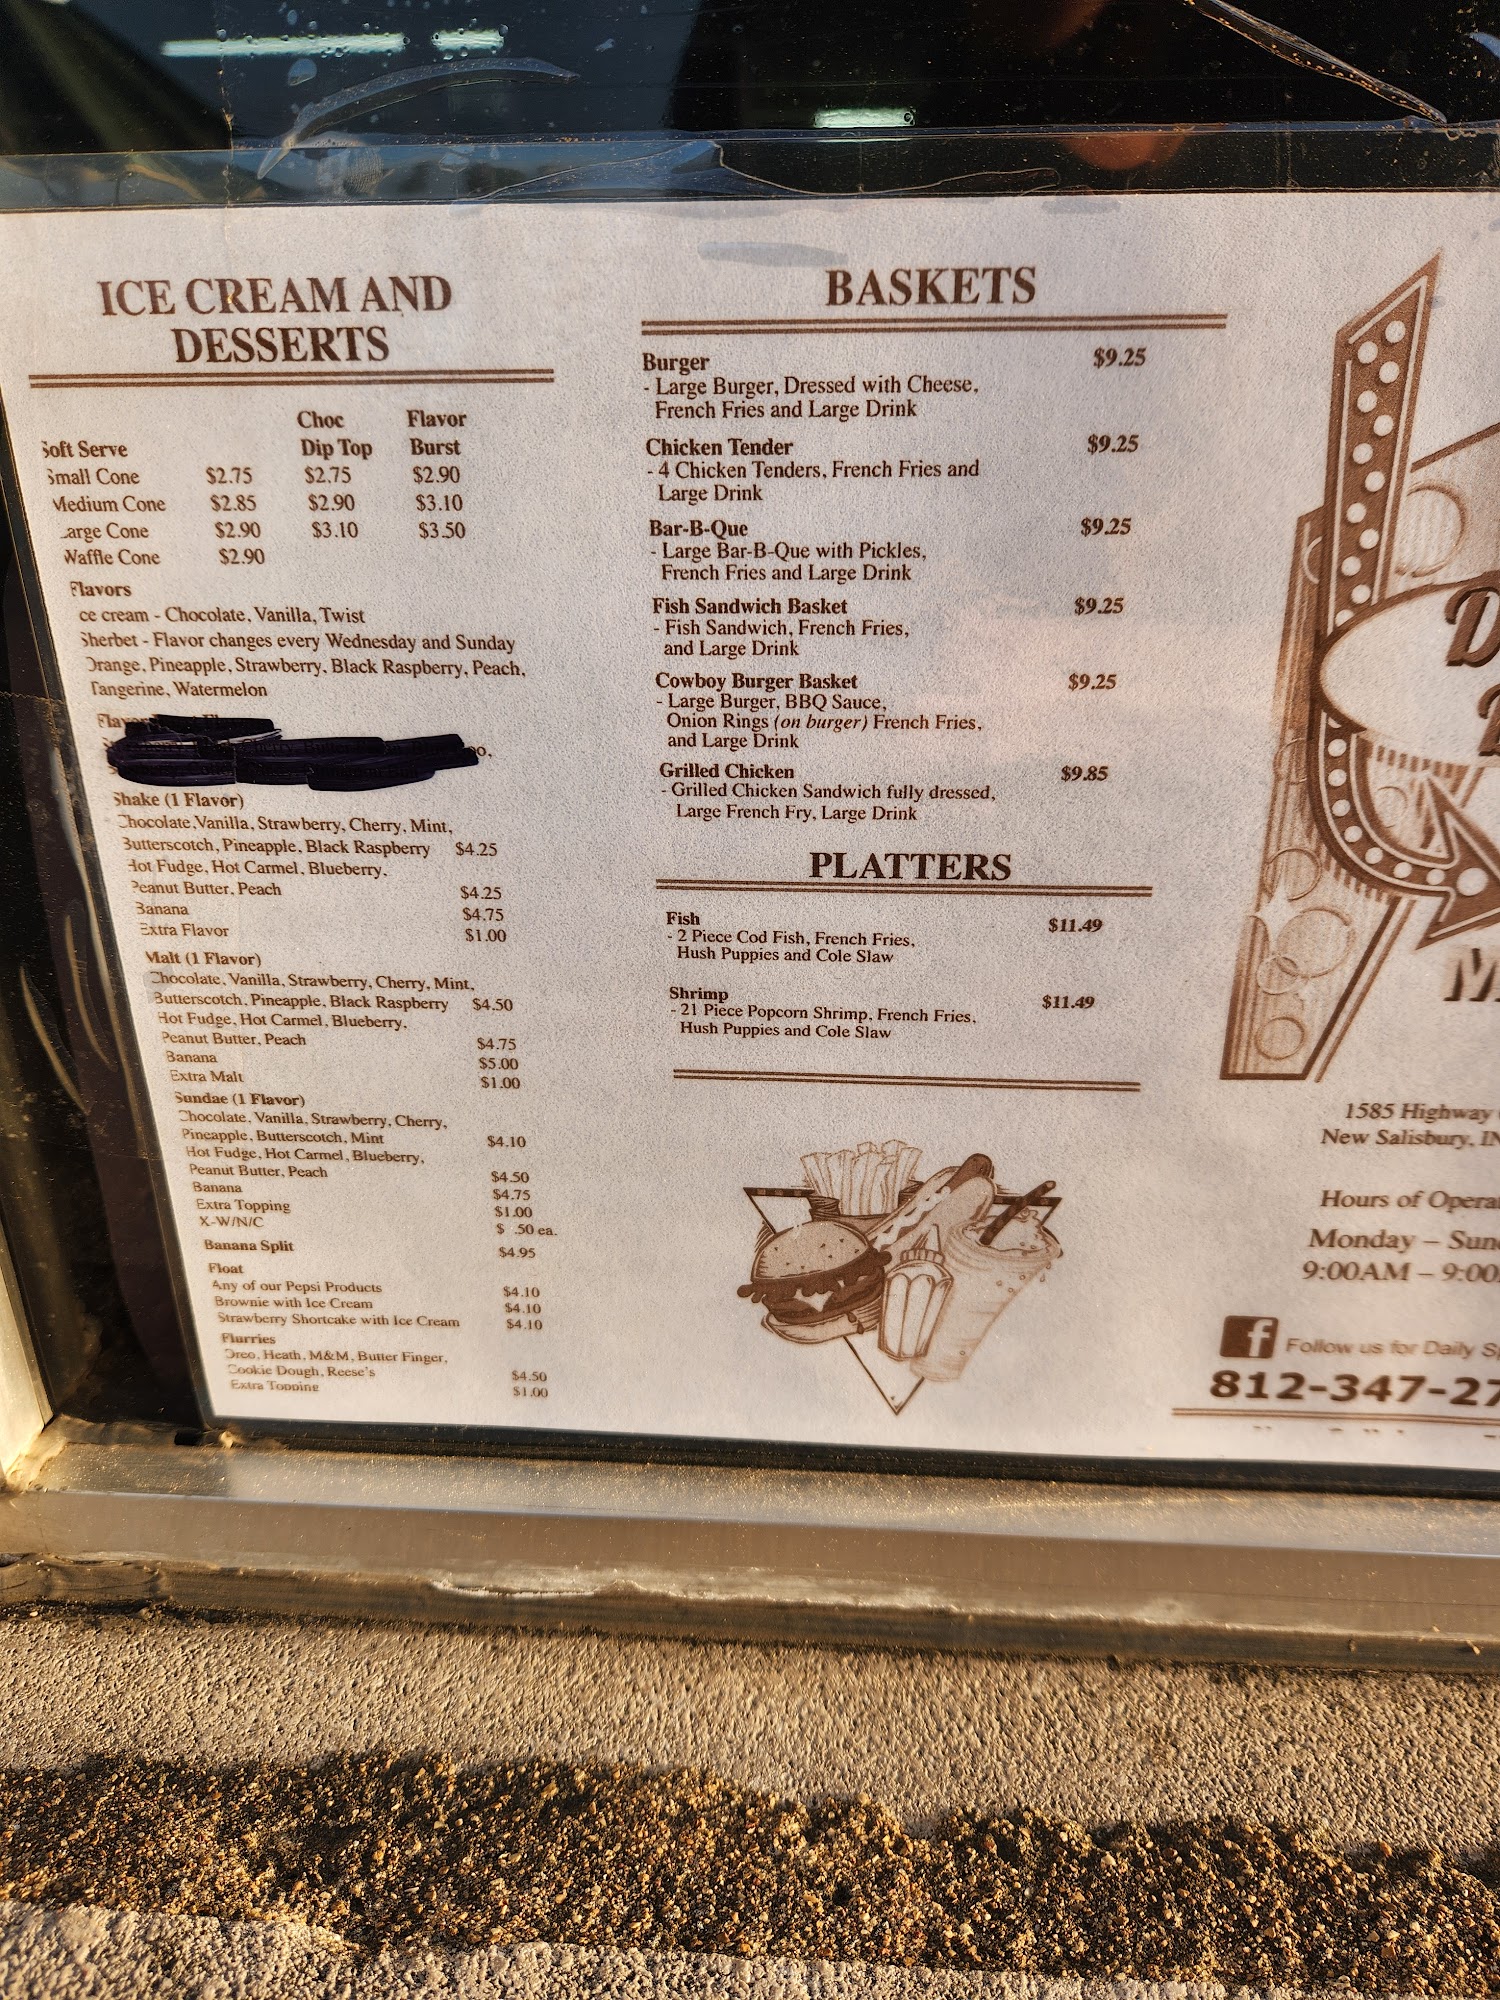 ICE CREAM AND
DESSERTS
Choc Flavor
Soft Serve Dip Top Burst
Small Cone $2.75 $2.75 $2.90
Medium Cone $2.85 $2.90 $3.10
Large Cone $2.90 $3.10 $3.50
Waffle Cone $2.90
Flavors
ce cream - Chocolate, Vanilla, Twist
Sherbet - Flavor changes every Wednesday and Sunday
Orange, Pineapple, Strawberry, Black Raspberry, Peach,
Tangerine, Watermelon
Shake (1 Flavor)
Chocolate,Vanilla, Strawberry, Cherry, Mint,
Butterscotch, Pineapple, Black Raspberry $4.25
Hot Fudge, Hot Carmel, Blueberry,
Peanut Butter, Peach $4.25
Banana $4.75
Extra Flavor $1.00
Malt (1 Flavor)
Chocolate, Vanilla, Strawberry, Cherry, Mint,
Butterscotch, Pineapple, Black Raspberry $4.50
Hot Fudge, Hot Carmel, Blueberry,
Peanut Butter, Peach $4.75
Banana $5.00
Extra Malt $1.00
Sundae (1 Flavor)
Chocolate, Vanilla, Strawberry, Cherry,
Pineapple, Butterscotch, Mint $4.10
Hot Fudge, Hot Carmel, Blueberry,
Peanut Butter, Peach $4.50
Banana $4.75
Extra Topping $1.00
X-W/N/C $ .50 ea.
Banana Split $4.95
Float
Any of our Pepsi Products $4.10
Brownie with Ice Cream $4.10
Strawberry Shortcake with Ice Cream $4.10
Flurries
Oreo, Heath, M&M, Butter Finger,
Cookie Dough, Reese's $4.50
Extra Topping $1.00
BASKETS
Burger $9.25
- Large Burger, Dressed with Cheese,
French Fries and Large Drink
Chicken Tender $9.25
- 4 Chicken Tenders, French Fries and
Large Drink
Bar-B-Que $9.25
- Large Bar-B-Que with Pickles,
French Fries and Large Drink
Fish Sandwich Basket $9.25
- Fish Sandwich, French Fries,
and Large Drink
Cowboy Burger Basket $9.25
- Large Burger, BBQ Sauce,
Onion Rings (on burger) French Fries,
and Large Drink
Grilled Chicken $9.85
- Grilled Chicken Sandwich fully dressed,
Large French Fry, Large Drink
PLATTERS
Fish $11.49
- 2 Piece Cod Fish, French Fries,
Hush Puppies and Cole Slaw
Shrimp $11.49
- 21 Piece Popcorn Shrimp, French Fries,
Hush Puppies and Cole Slaw
D
M
1585 Highway
New Salisbury, IN
Hours of Opera
Monday – Sun
9:00AM – 9:00
f Follow us for Daily Sp
812-347-27